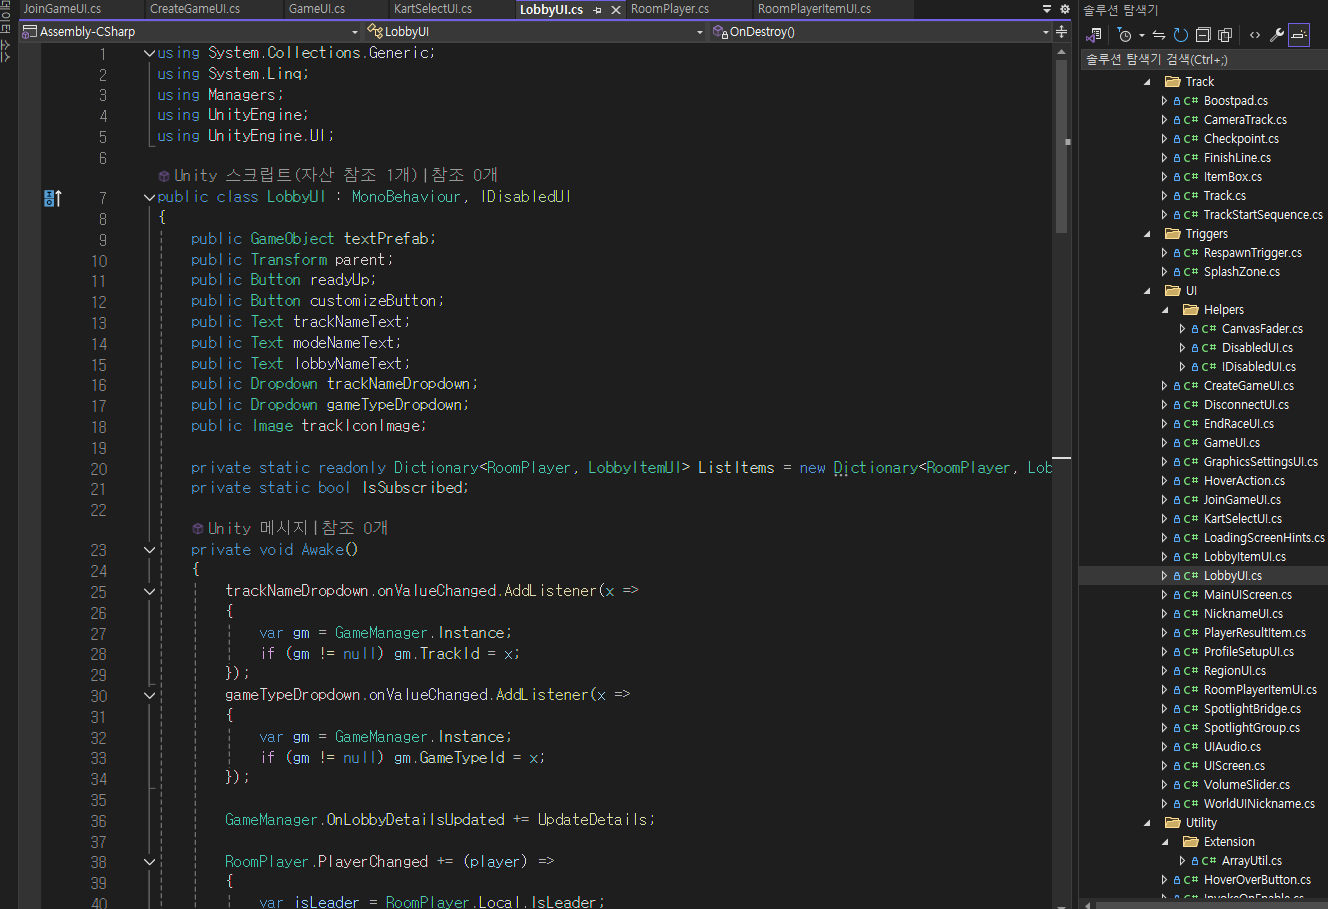 JoinGameUI.cs CreateGameUI.cs GameUI.cs KartSelectUI.cs LobbyUI.cs RoomPlayer.cs RoomPlayerItemUI.cs
Assembly-CSharp LobbyUI OnDestroy()
1 using System.Collections.Generic;
2 using System.Linq;
3 using Managers;
4 using UnityEngine;
5 using UnityEngine.UI;
6
Unity 스크립트(자산 참조 1개)|참조 0개
7 public class LobbyUI : MonoBehaviour, IDisabledUI
8 {
9 public GameObject textPrefab;
10 public Transform parent;
11 public Button readyUp;
12 public Button customizeButton;
13 public Text trackNameText;
14 public Text modeNameText;
15 public Text lobbyNameText;
16 public Dropdown trackNameDropdown;
17 public Dropdown gameTypeDropdown;
18 public Image trackIconImage;
19
20 private static readonly Dictionary<RoomPlayer, LobbyItemUI> ListItems = new Dictionary<RoomPlayer, Lob
21 private static bool IsSubscribed;
22
Unity 메시지|참조 0개
23 private void Awake()
24 {
25 trackNameDropdown.onValueChanged.AddListener(x =>
26 {
27 var gm = GameManager.Instance;
28 if (gm != null) gm.TrackId = x;
29 });
30 gameTypeDropdown.onValueChanged.AddListener(x =>
31 {
32 var gm = GameManager.Instance;
33 if (gm != null) gm.GameTypeId = x;
34 });
35
36 GameManager.OnLobbyDetailsUpdated += UpdateDetails;
37
38 RoomPlayer.PlayerChanged += (player) =>
39 {
40 var isLeader = RoomPlayer.Local.IsLeader;
솔루션 탐색기
솔루션 탐색기 검색(Ctrl+;)
Track
C# Boostpad.cs
C# CameraTrack.cs
C# Checkpoint.cs
C# FinishLine.cs
C# ItemBox.cs
C# Track.cs
C# TrackStartSequence.cs
Triggers
C# RespawnTrigger.cs
C# SplashZone.cs
UI
Helpers
C# CanvasFader.cs
C# DisabledUI.cs
C# IDisabledUI.cs
C# CreateGameUI.cs
C# DisconnectUI.cs
C# EndRaceUI.cs
C# GameUI.cs
C# GraphicsSettingsUI.cs
C# HoverAction.cs
C# JoinGameUI.cs
C# KartSelectUI.cs
C# LoadingScreenHints.cs
C# LobbyItemUI.cs
C# LobbyUI.cs
C# MainUIScreen.cs
C# NicknameUI.cs
C# PlayerResultItem.cs
C# ProfileSetupUI.cs
C# RegionUI.cs
C# RoomPlayerItemUI.cs
C# SpotlightBridge.cs
C# SpotlightGroup.cs
C# UIAudio.cs
C# UIScreen.cs
C# VolumeSlider.cs
C# WorldUINickname.cs
Utility
Extension
C# ArrayUtil.cs
C# HoverOverButton.cs
C# InvokeOnEnable.cs